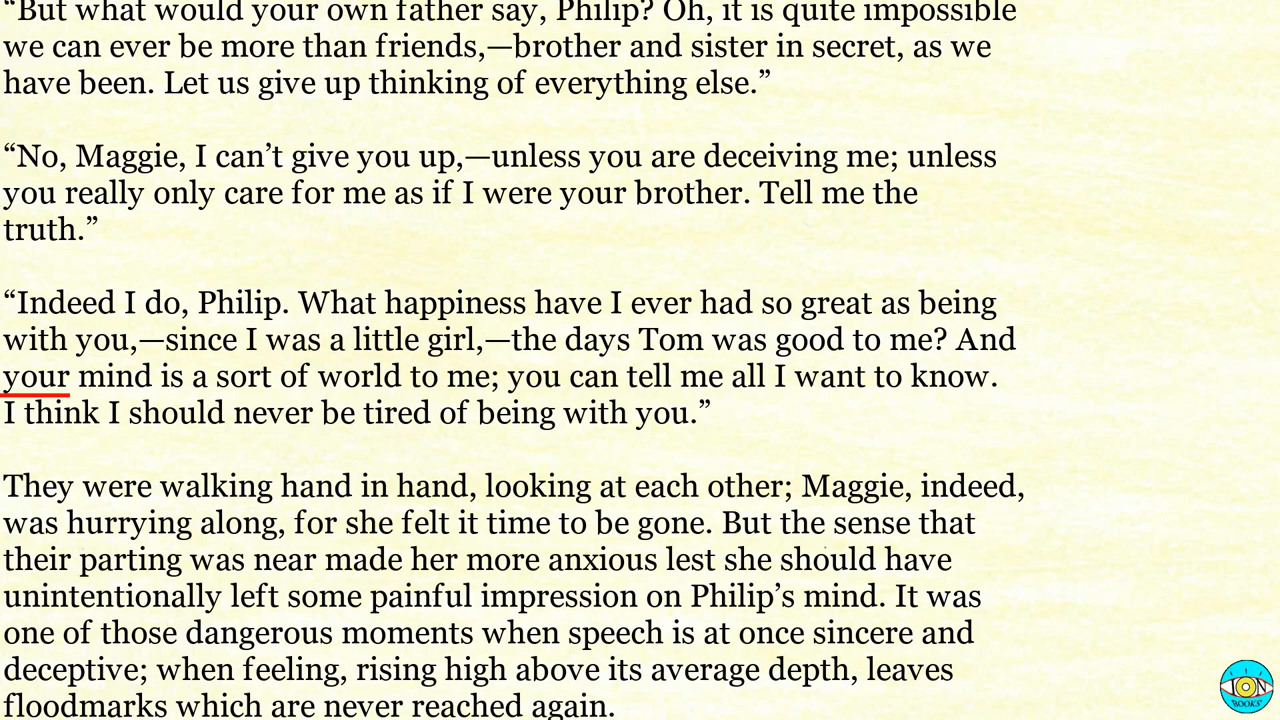 “But what would your own father say, Philip? Oh, it is quite impossible
we can ever be more than friends,—brother and sister in secret, as we
have been. Let us give up thinking of everything else.”
“No, Maggie, I can’t give you up,—unless you are deceiving me; unless
you really only care for me as if I were your brother. Tell me the
truth.”
“Indeed I do, Philip. What happiness have I ever had so great as being
with you,—since I was a little girl,—the days Tom was good to me? And
your mind is a sort of world to me; you can tell me all I want to know.
I think I should never be tired of being with you.”
They were walking hand in hand, looking at each other; Maggie, indeed,
was hurrying along, for she felt it time to be gone. But the sense that
their parting was near made her more anxious lest she should have
unintentionally left some painful impression on Philip’s mind. It was
one of those dangerous moments when speech is at once sincere and
deceptive; when feeling, rising high above its average depth, leaves
floodmarks which are never reached again.
ION
BOOKS